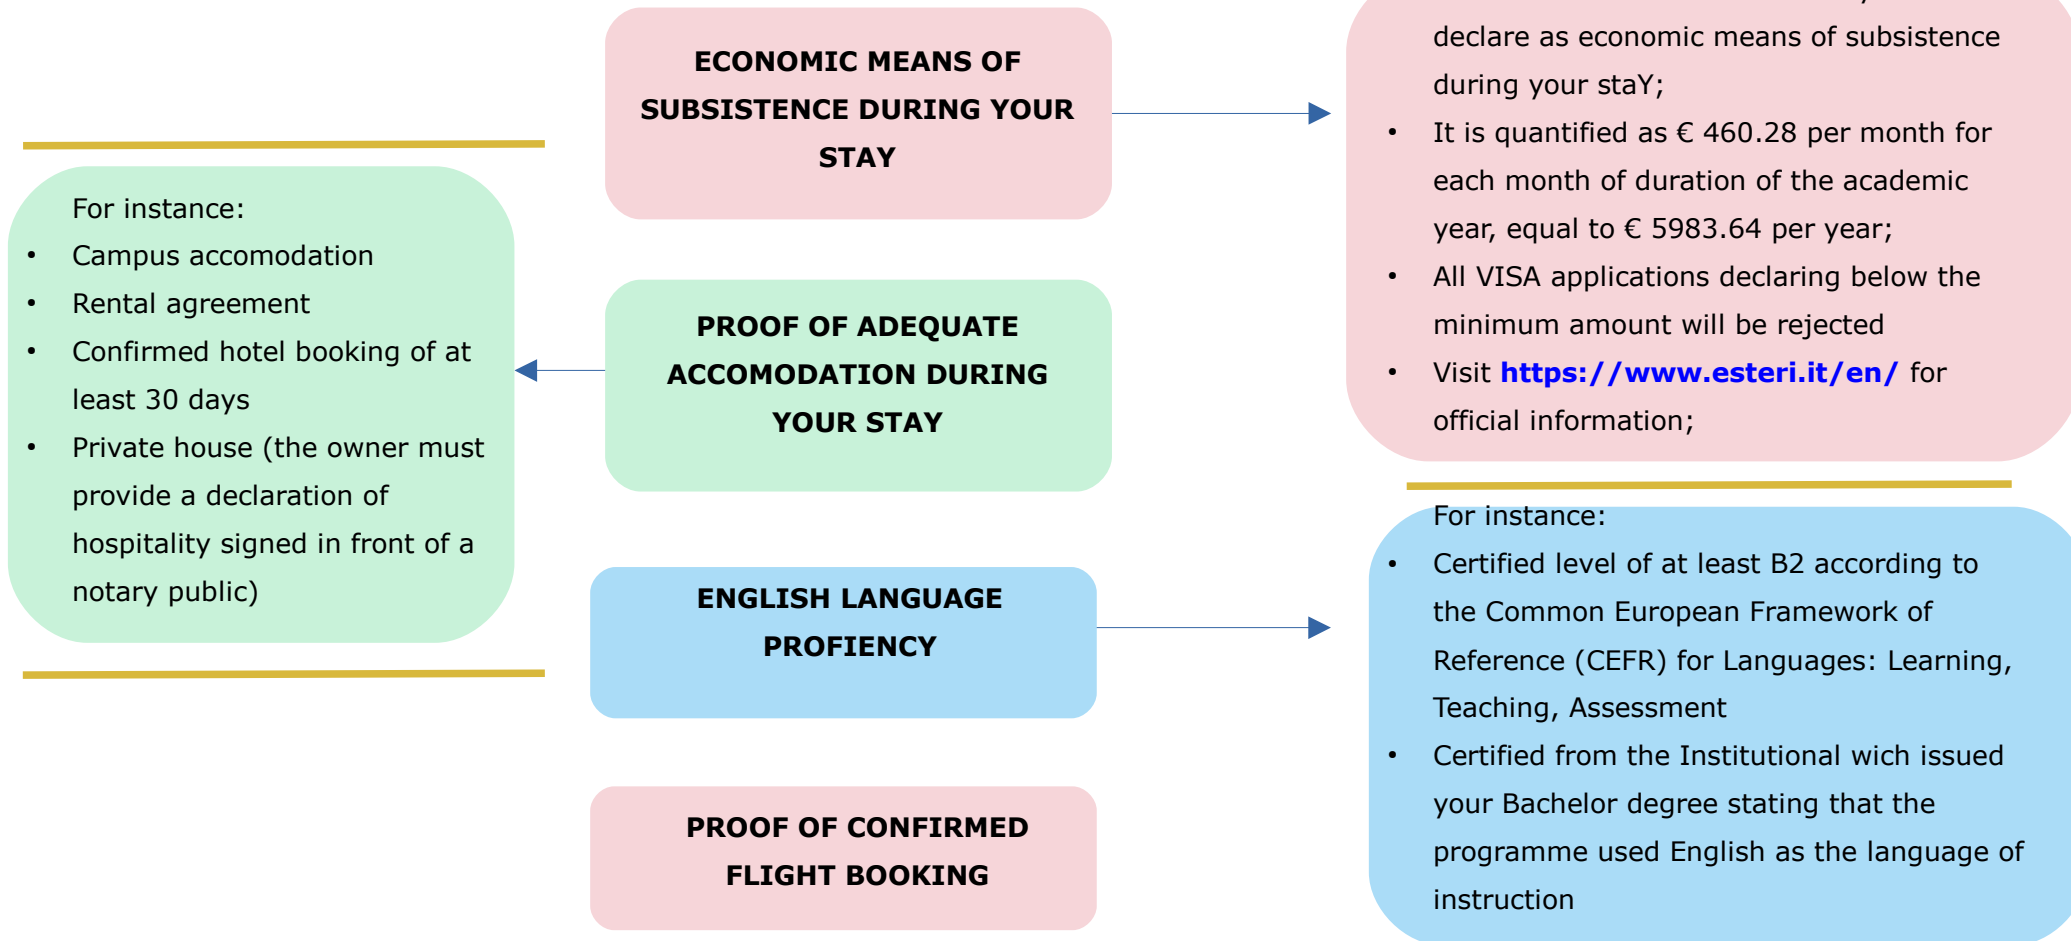 ECONOMIC MEANS OF
SUBSISTENCE DURING YOUR
STAY
declare as economic means of subsistence
during your staY;
• It is quantified as € 460.28 per month for
each month of duration of the academic
year, equal to € 5983.64 per year;
• All VISA applications declaring below the
minimum amount will be rejected
• Visit https://www.esteri.it/en/ for
official information;
PROOF OF ADEQUATE
ACCOMODATION DURING
YOUR STAY
For instance:
• Campus accomodation
• Rental agreement
• Confirmed hotel booking of at
least 30 days
• Private house (the owner must
provide a declaration of
hospitality signed in front of a
notary public)
ENGLISH LANGUAGE
PROFIENCY
For instance:
• Certified level of at least B2 according to
the Common European Framework of
Reference (CEFR) for Languages: Learning,
Teaching, Assessment
• Certified from the Institutional wich issued
your Bachelor degree stating that the
programme used English as the language of
instruction
PROOF OF CONFIRMED
FLIGHT BOOKING